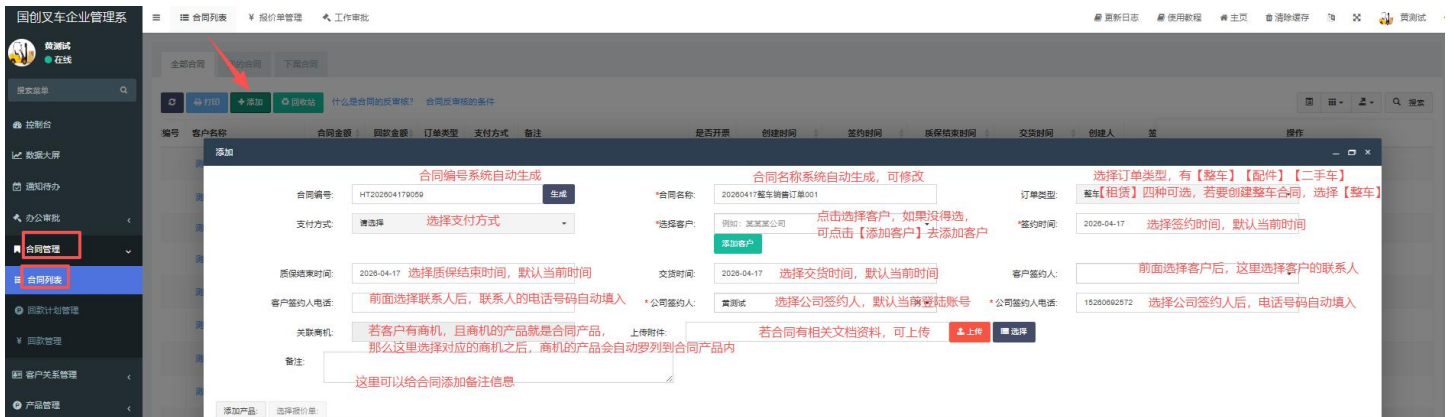 国创叉车企业管理系
合同列表 ¥ 报价单管理 工作审批
更新日志 使用教程 主页 清除缓存 黄测试
黄测试
在线
全部合同 我的合同 下属合同
搜索菜单
打印 +添加 回收站 什么是合同的反审核? 合同反审核的条件
搜索
控制台
编号 客户名称 合同金额 回款金额 订单类型 支付方式 备注 是否开票 创建时间 签约时间 质保结束时间 交货时间 创建人 签 操作
数据大屏
添加
通知待办
合同编号系统自动生成
合同名称系统自动生成，可修改
选择订单类型，有【整车】【配件】【二手车】
合同编号: HT202604179059 生成
*合同名称: 20260417整车销售订单001
订单类型: 整车
【租赁】四种可选，若要创建整车合同，选择【整车】
办公审批
支付方式: 请选择 选择支付方式
*选择客户: 例如：某某某公司
点击选择客户，如果没得选，
可点击【添加客户】去添加客户
*签约时间: 2026-04-17 选择签约时间，默认当前时间
添加客户
合同管理
合同列表
质保结束时间: 2026-04-17 选择质保结束时间，默认当前时间
交货时间: 2026-04-17 选择交货时间，默认当前时间
客户签约人: 前面选择客户后，这里选择客户的联系人
回款计划管理
客户签约人电话: 前面选择联系人后，联系人的电话号码自动填入
*公司签约人: 黄测试 选择公司签约人，默认当前登陆账号
*公司签约人电话: 15260692572 选择公司签约人后，电话号码自动填入
¥ 回款管理
关联商机: 若客户有商机，且商机的产品就是合同产品，
那么这里选择对应的商机之后，商机的产品会自动罗列到合同产品内
上传附件: 若合同有相关文档资料，可上传 上传 选择
客户关系管理
备注:
这里可以给合同添加备注信息
产品管理
添加产品: 选择报价单: